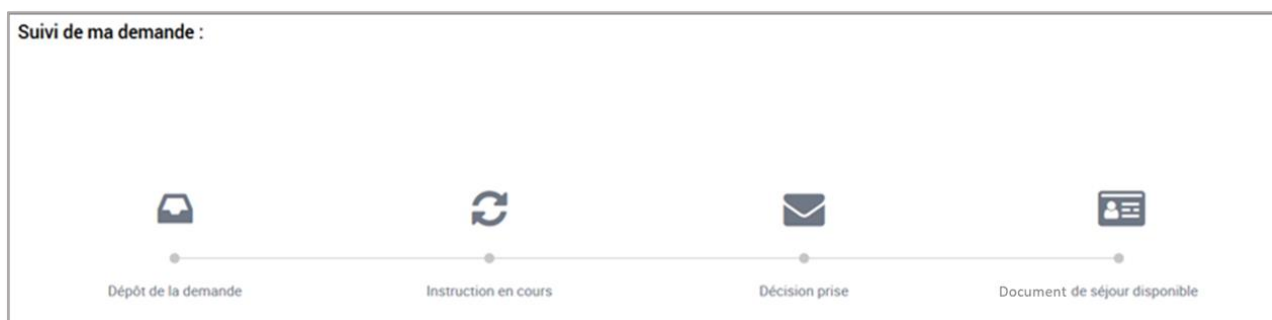 Suivi de ma demande :
Dépôt de la demande
Instruction en cours
Décision prise
Document de séjour disponible